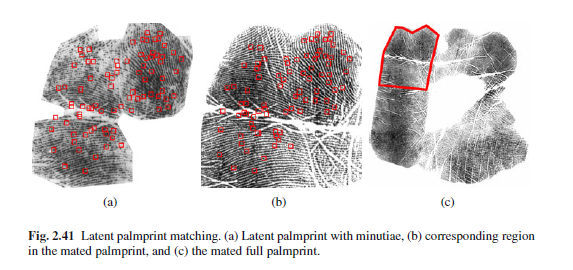 (a) (b) (c)
Fig. 2.41 Latent palmprint matching. (a) Latent palmprint with minutiae, (b) corresponding region
in the mated palmprint, and (c) the mated full palmprint.